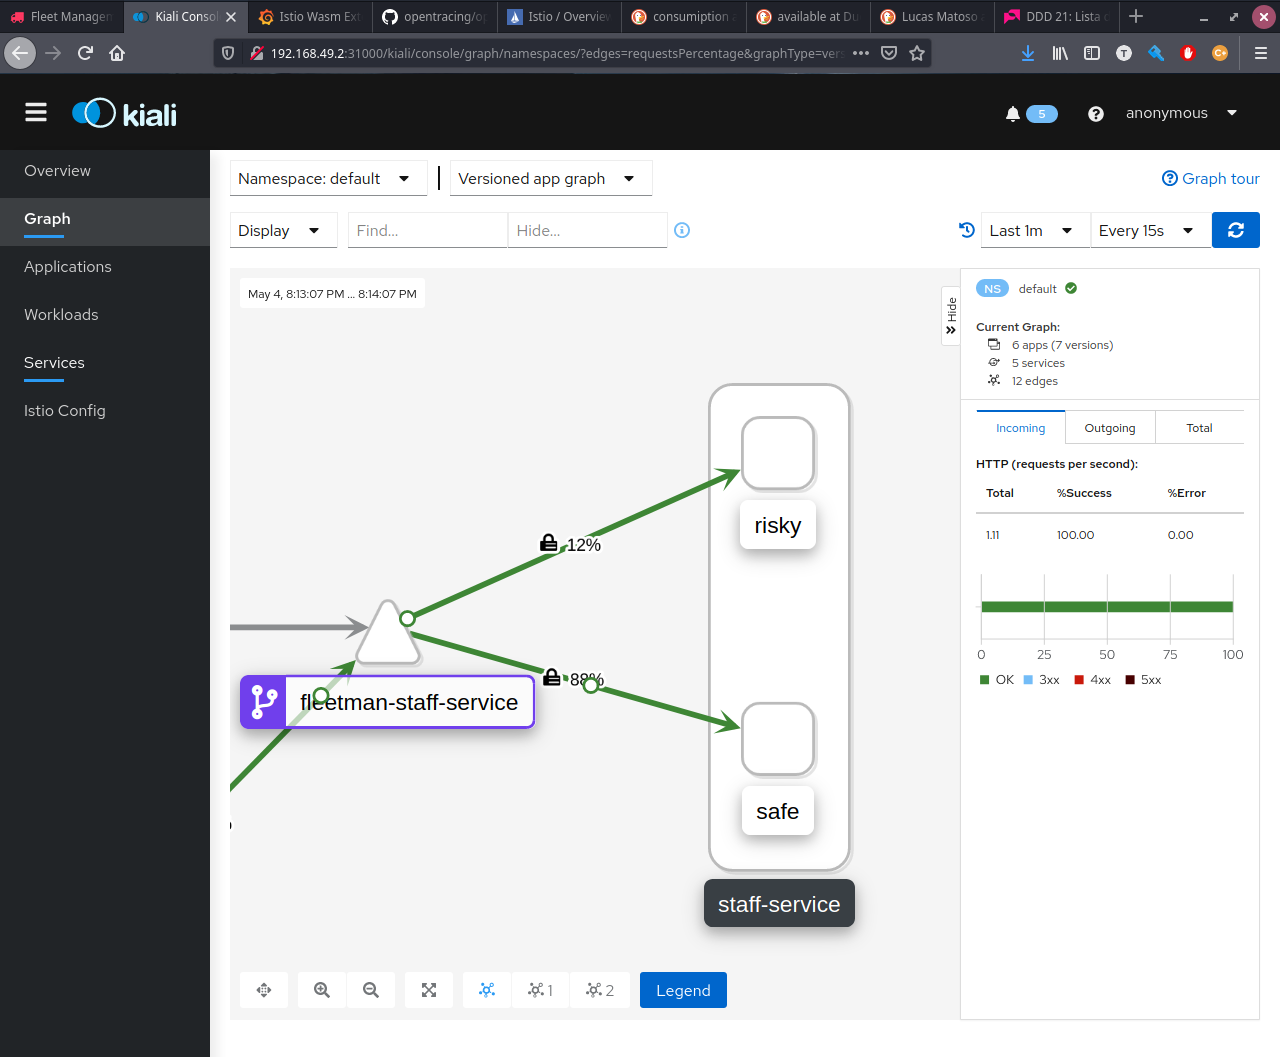 Fleet Manage
Kiali Conso
Istio Wasm Ext
opentracing/o
Istio / Overview
consumiption
available at Du
Lucas Matoso
DDD 21: Lista
192.168.49.2:31000/kiali/console/graph/namespaces/?edges=requestsPercentage&graphType=ver
kiali
5
anonymous
Overview
Graph
Applications
Workloads
Services
Istio Config
Namespace: default
Versioned app graph
Graph tour
Display
Find...
Hide...
Last 1m
Every 15s
May 4, 8:13:07 PM ... 8:14:07 PM
Hide
NS default
Current Graph:
6 apps (7 versions)
5 services
12 edges
Incoming
Outgoing
Total
HTTP (requests per second):
Total %Success %Error
1.11 100.00 0.00
0 25 50 75 100
OK 3xx 4xx 5xx
12%
risky
88%
fleetman-staff-service
safe
staff-service
1
2
Legend